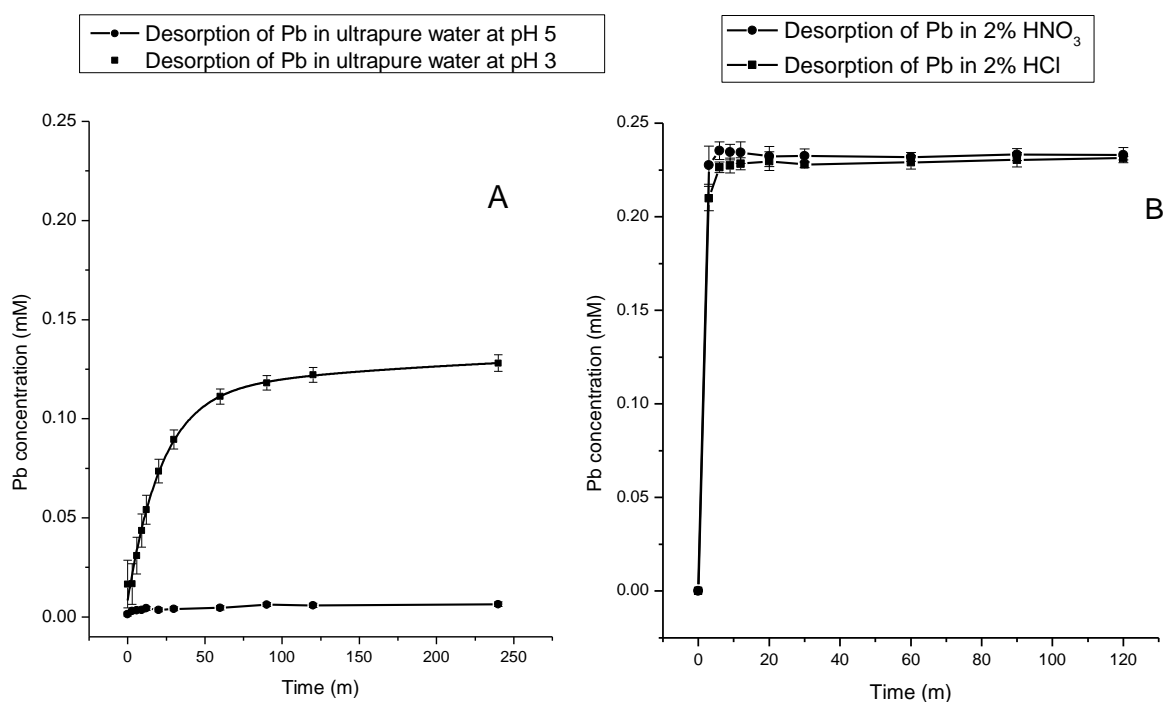 Desorption of Pb in ultrapure water at pH 5
Desorption of Pb in ultrapure water at pH 3
A
0.25
0.20
0.15
0.10
0.05
0.00
Pb concentration (mM)
0 50 100 150 200 250
Time (m)
Desorption of Pb in 2% HNO₃
Desorption of Pb in 2% HCl
B
0.25
0.20
0.15
0.10
0.05
0.00
Pb concentration (mM)
0 20 40 60 80 100 120
Time (m)